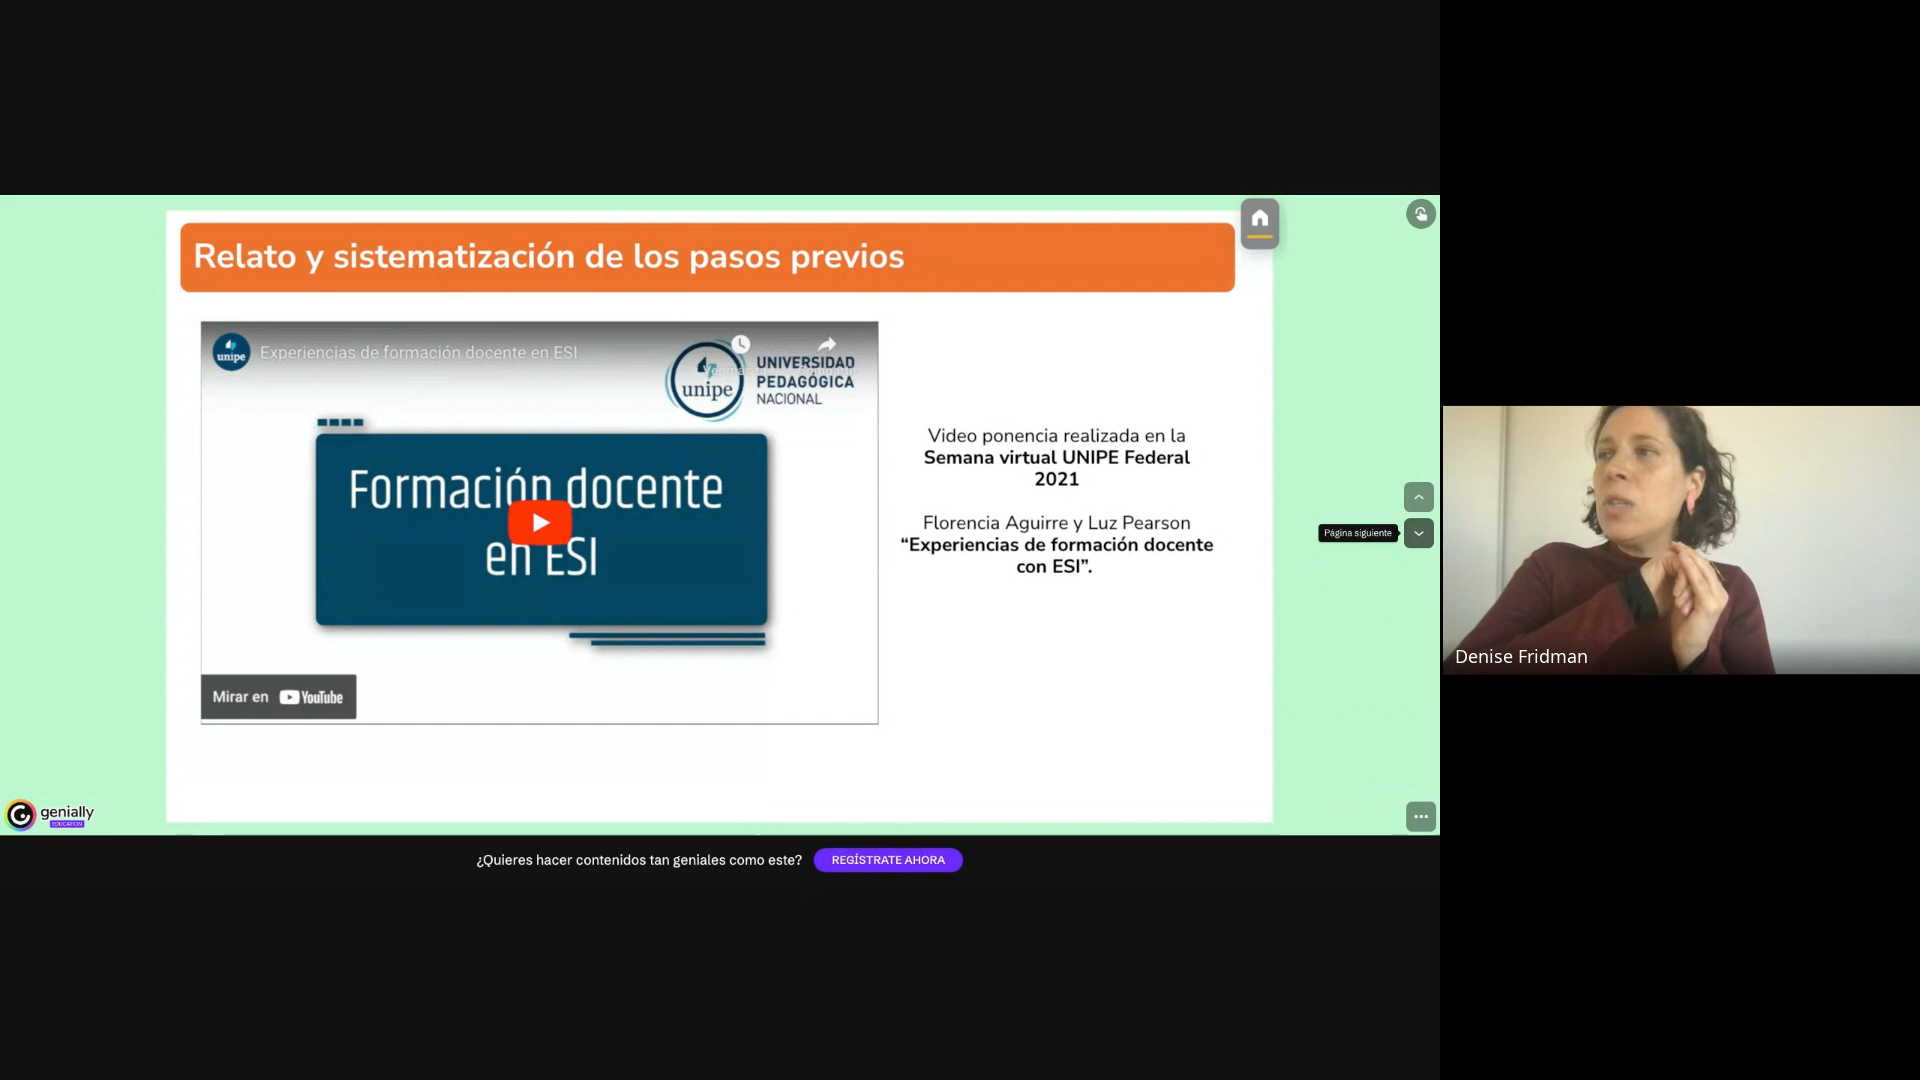 Relato y sistematización de los pasos previos
unipe
Experiencias de formación docente en ESI
unipe
UNIVERSIDAD
PEDAGÓGICA
NACIONAL
Formación docente
en ESI
Mirar en YouTube
Video ponencia realizada en la
Semana virtual UNIPE Federal
2021
Florencia Aguirre y Luz Pearson
“Experiencias de formación docente
con ESI”.
Página siguiente
Denise Fridman
genially
EDUCATION
¿Quieres hacer contenidos tan geniales como este?
REGÍSTRATE AHORA